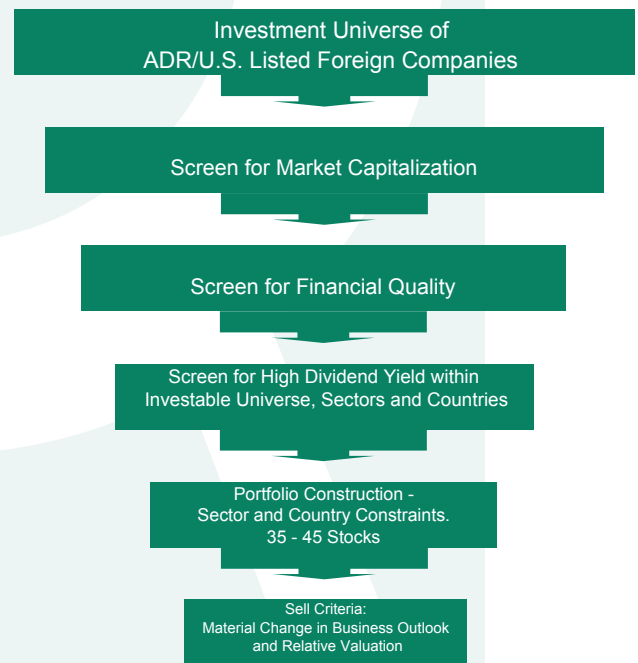 Investment Universe of
ADR/U.S. Listed Foreign Companies
Screen for Market Capitalization
Screen for Financial Quality
Screen for High Dividend Yield within
Investable Universe, Sectors and Countries
Portfolio Construction -
Sector and Country Constraints.
35 - 45 Stocks
Sell Criteria:
Material Change in Business Outlook
and Relative Valuation